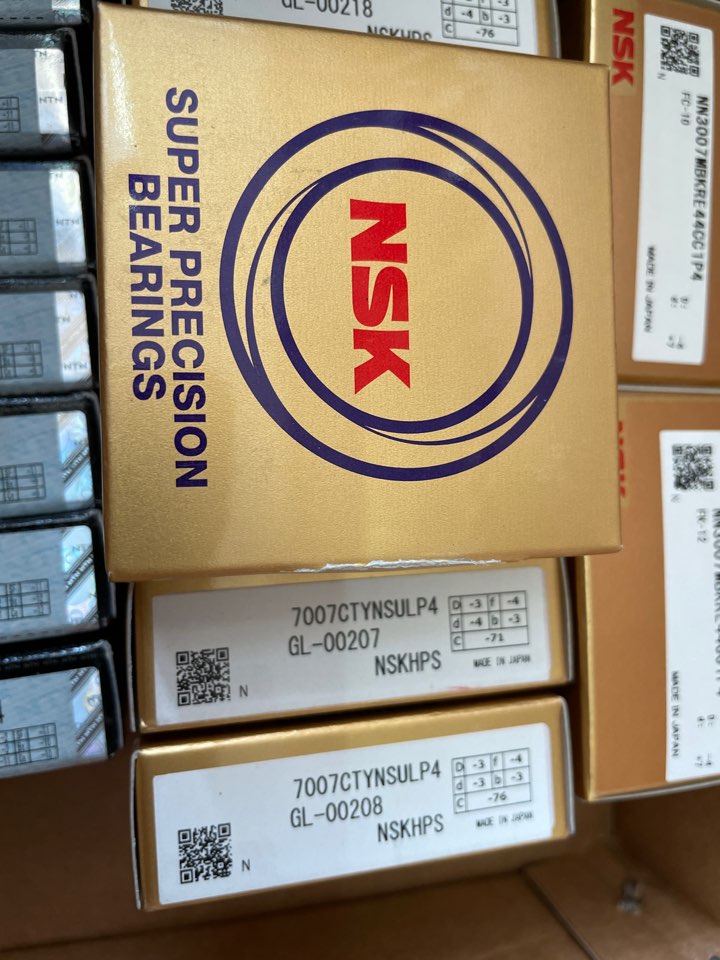 GL-00218
d -4 b -3
C -76
NSKHPS
NSK
SUPER PRECISION
BEARINGS
NSK
NN3007MBKRE44CC1P4
FC-10
N
MADE IN JAPAN
7007CTYNSULP4
GL-00207
NSKHPS
D -3 f -4
d -4 b -3
C -71
N
MADE IN JAPAN
7007CTYNSULP4
GL-00208
NSKHPS
D -3 f -4
d -3 b -3
C -76
N
MADE IN JAPAN
NSK
N
FK-12
MADE IN JAPAN
NTN
NTN
NTN